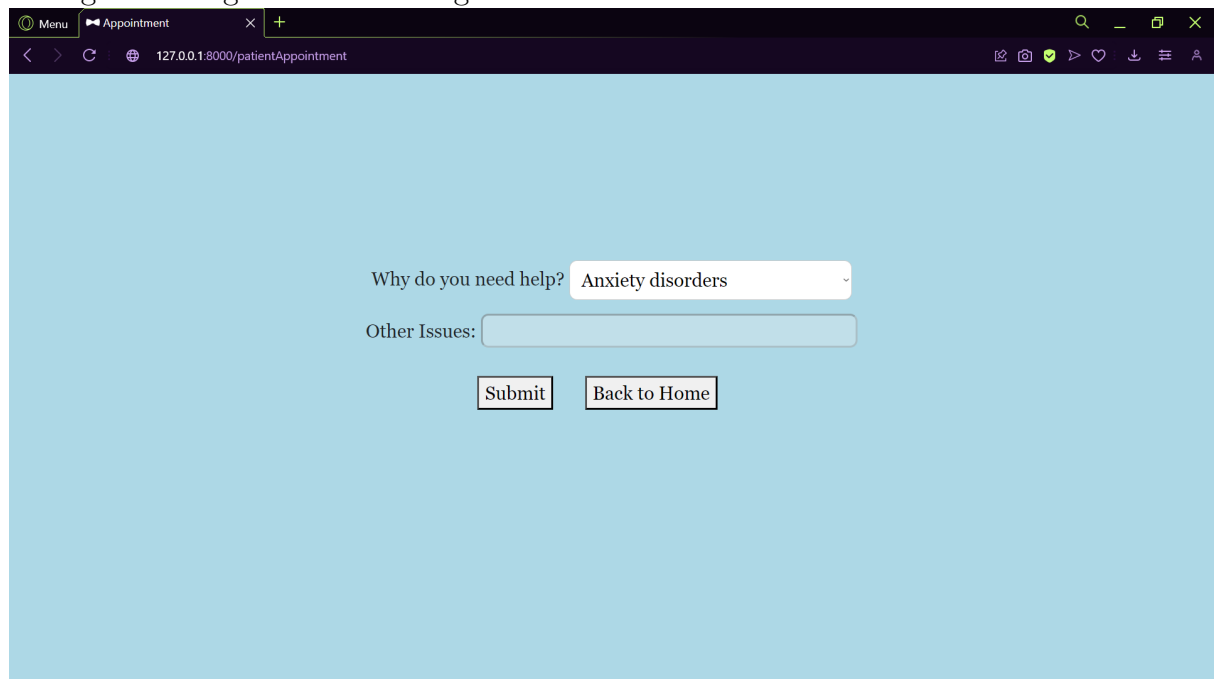 Menu
Appointment
127.0.0.1:8000/patientAppointment
Why do you need help? Anxiety disorders
Other Issues:
Submit Back to Home